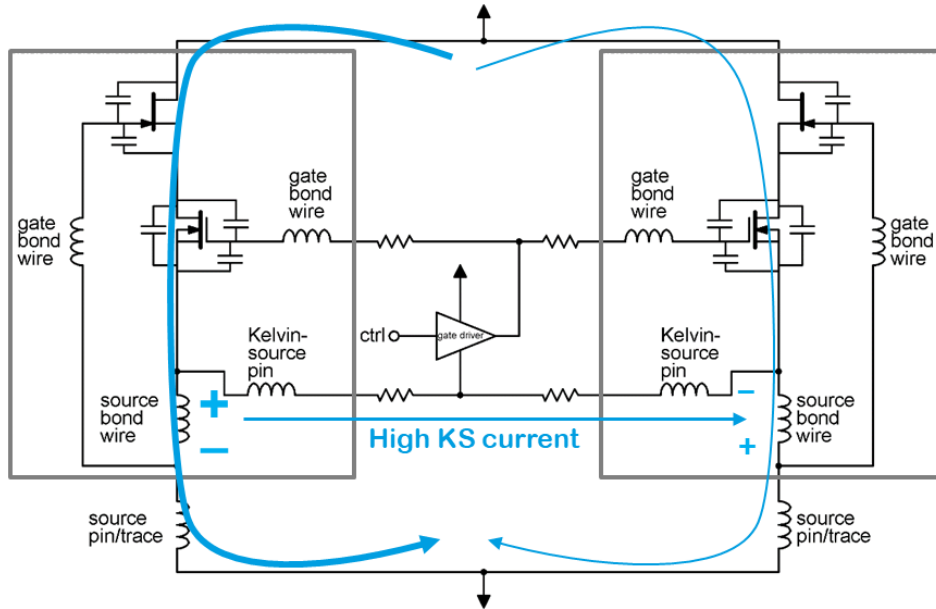 gate
bond
wire
gate
bond
wire
gate
bond
wire
gate
bond
wire
ctrl
gate driver
Kelvin-
source
pin
Kelvin-
source
pin
source
bond
wire
+
−
High KS current
−
+
source
bond
wire
source
pin/trace
source
pin/trace